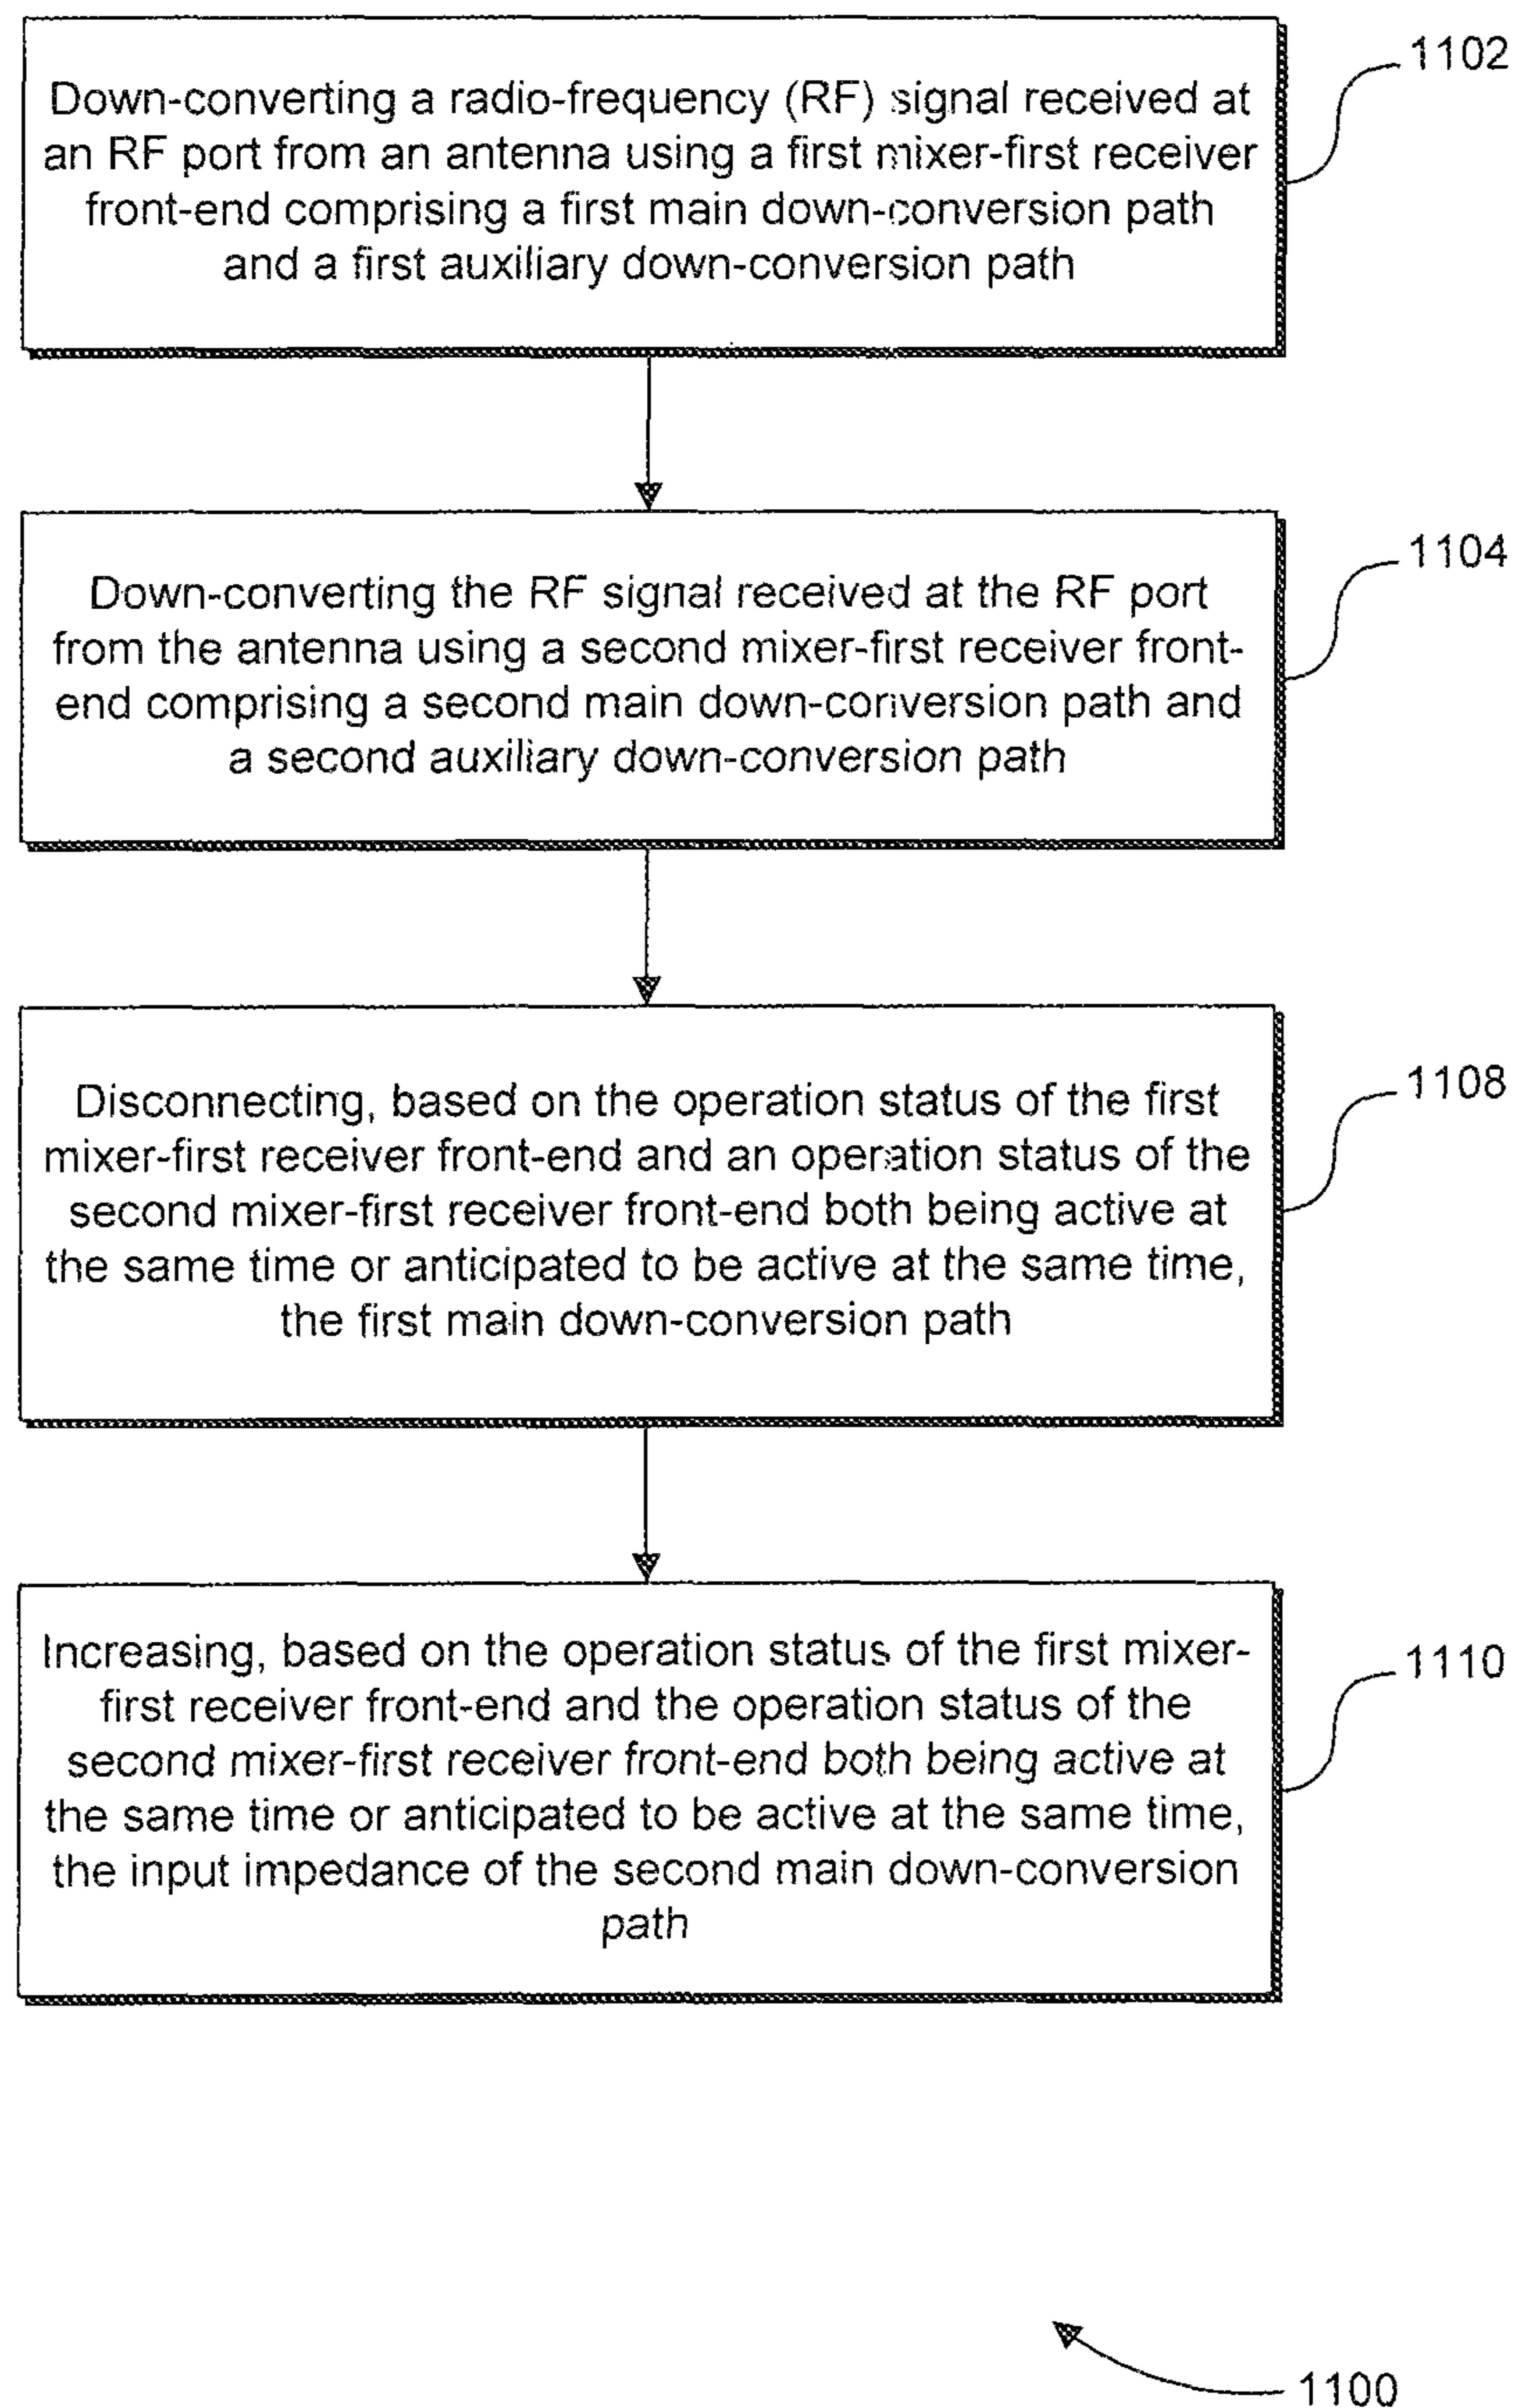 Down-converting a radio-frequency (RF) signal received at
an RF port from an antenna using a first mixer-first receiver
front-end comprising a first main down-conversion path
and a first auxiliary down-conversion path
1102
Down-converting the RF signal received at the RF port
from the antenna using a second mixer-first receiver front-
end comprising a second main down-conversion path and
a second auxiliary down-conversion path
1104
Disconnecting, based on the operation status of the first
mixer-first receiver front-end and an operation status of the
second mixer-first receiver front-end both being active at
the same time or anticipated to be active at the same time,
the first main down-conversion path
1108
Increasing, based on the operation status of the first mixer-
first receiver front-end and the operation status of the
second mixer-first receiver front-end both being active at
the same time or anticipated to be active at the same time,
the input impedance of the second main down-conversion
path
1110
1100